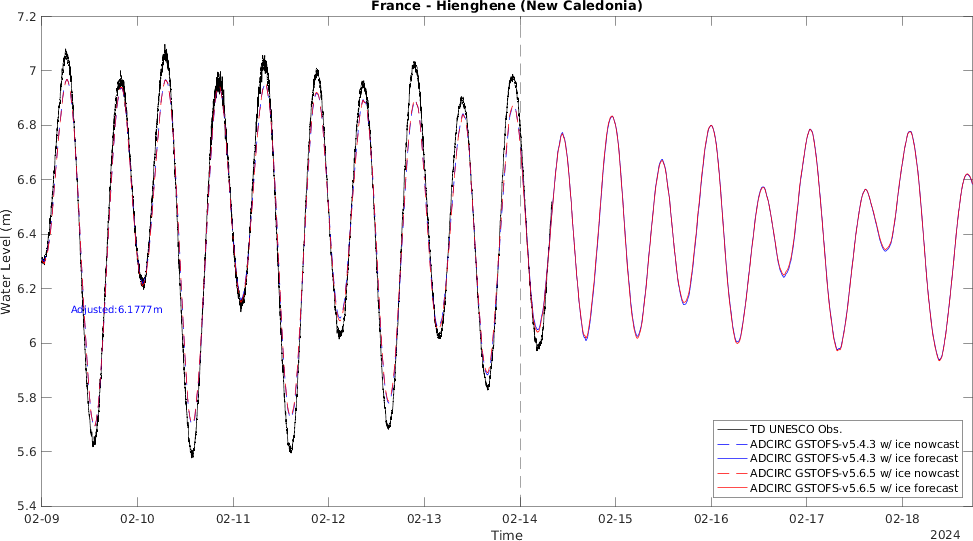 France - Hienghene (New Caledonia)
7.2
7
6.8
6.6
6.4
6.2
6
5.8
5.6
5.4
Water Level (m)
Adjusted:6.1777m
TD UNESCO Obs.
ADCIRC GSTOFS-v5.4.3 w/ ice nowcast
ADCIRC GSTOFS-v5.4.3 w/ ice forecast
ADCIRC GSTOFS-v5.6.5 w/ ice nowcast
ADCIRC GSTOFS-v5.6.5 w/ ice forecast
02-09 02-10 02-11 02-12 02-13 02-14 02-15 02-16 02-17 02-18
Time
2024